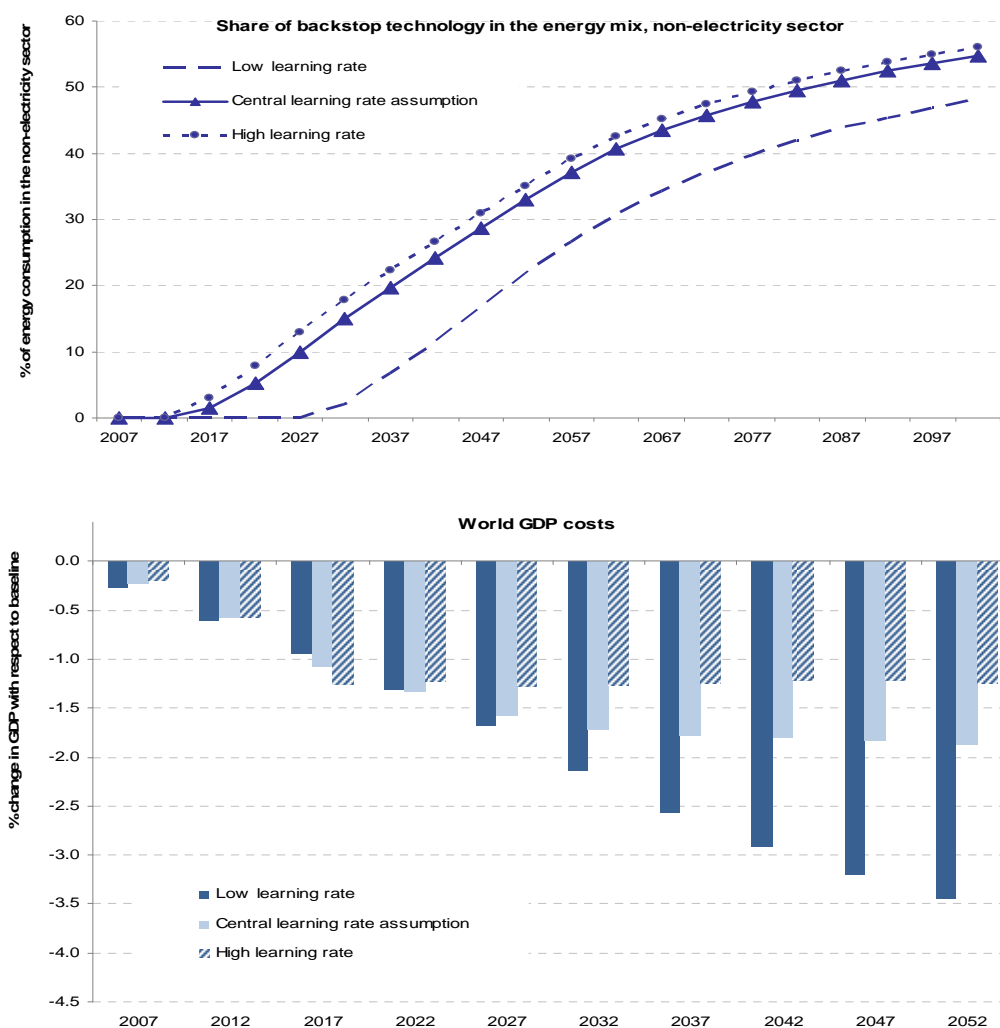 Share of backstop technology in the energy mix, non-electricity sector
% of energy consumption in the non-electricity sector
60
50
40
30
20
10
0
Low learning rate
Central learning rate assumption
High learning rate
2007 2017 2027 2037 2047 2057 2067 2077 2087 2097
World GDP costs
% change in GDP with respect to baseline
0.0
-0.5
-1.0
-1.5
-2.0
-2.5
-3.0
-3.5
-4.0
-4.5
Low learning rate
Central learning rate assumption
High learning rate
2007 2012 2017 2022 2027 2032 2037 2042 2047 2052